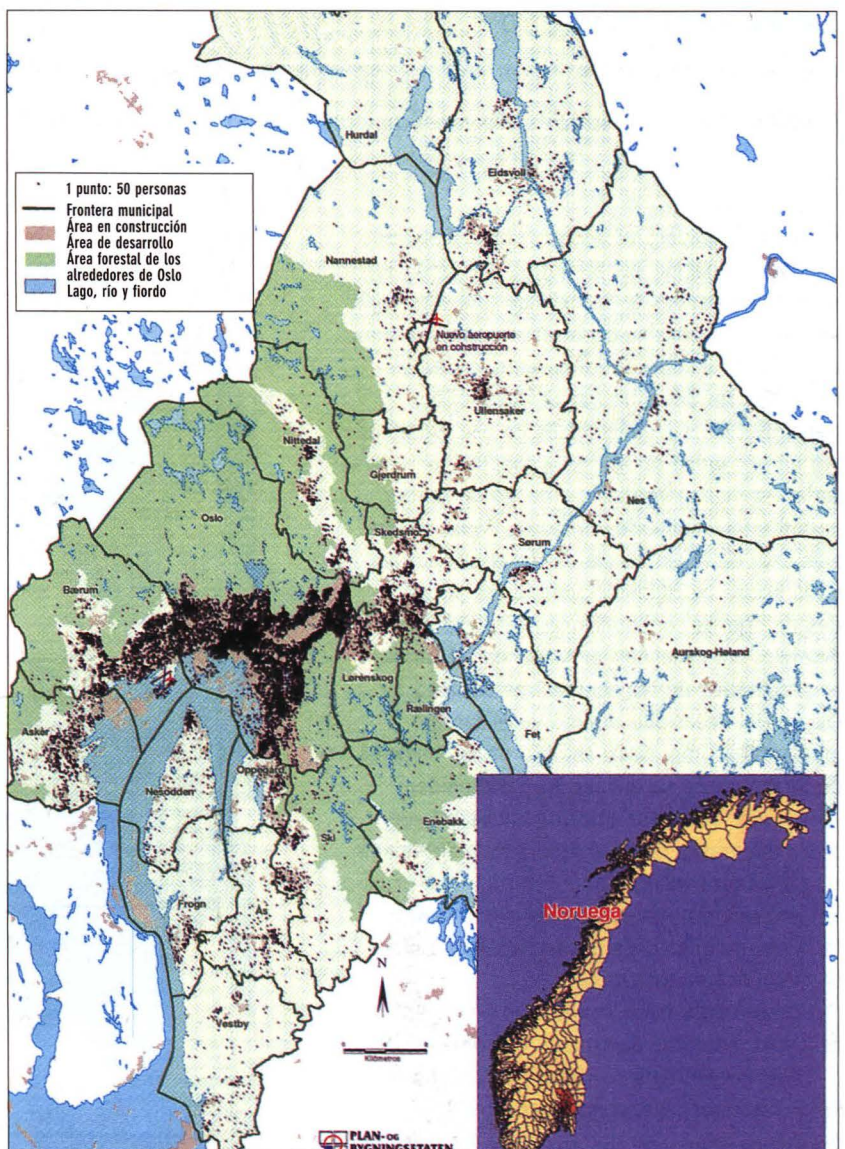 1 punto: 50 personas
Frontera municipal
Área en construcción
Área de desarrollo
Área forestal de los
alrededores de Oslo
Lago, río y fiordo
Hurdal
Eidsvoll
Nannestad
Nuevo aeropuerto
en construcción
Ullensaker
Nittedal
Gjerdrum
Nes
Oslo
Skedsmo
Sørum
Bærum
Aurskog-Høland
Lørenskog
Rælingen
Asker
Fet
Oppegård
Nesodden
Enebakk
Ski
Frogn
Ås
Noruega
N
Vestby
Kilómetros
PLAN- OG
BYGNINGSETATEN